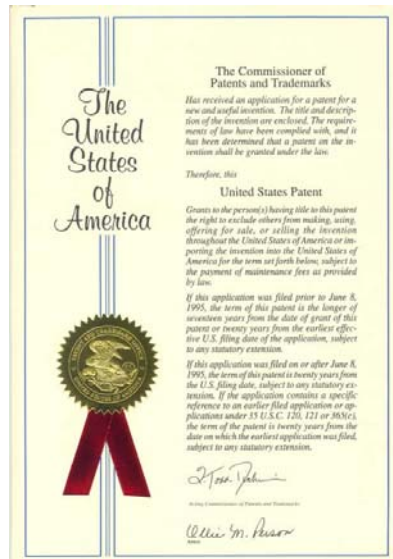 The
United
States
of
America
The Commissioner of
Patents and Trademarks
Has received an application for a patent for a
new and useful invention. The title and descrip-
tion of the invention are enclosed. The require-
ments of law have been complied with, and it
has been determined that a patent on the in-
vention shall be granted under the law.
Therefore, this
United States Patent
Grants to the person(s) having title to this patent
the right to exclude others from making, using,
offering for sale, or selling the invention
throughout the United States of America or im-
porting the invention into the United States of
America for the term set forth below, subject to
the payment of maintenance fees as provided
by law.
If this application was filed prior to June 8,
1995, the term of this patent is the longer of
seventeen years from the date of grant of this
patent or twenty years from the earliest effec-
tive U.S. filing date of the application, subject
to any statutory extension.
If this application was filed on or after June 8,
1995, the term of this patent is twenty years from
the U.S. filing date, subject to any statutory ex-
tension. If the application contains a specific
reference to an earlier filed application or ap-
plications under 35 U.S.C. 120, 121 or 365(c),
the term of the patent is twenty years from the
date on which the earliest application was filed,
subject to any statutory extension.
Acting Commissioner of Patents and Trademarks
Ollie M. Person